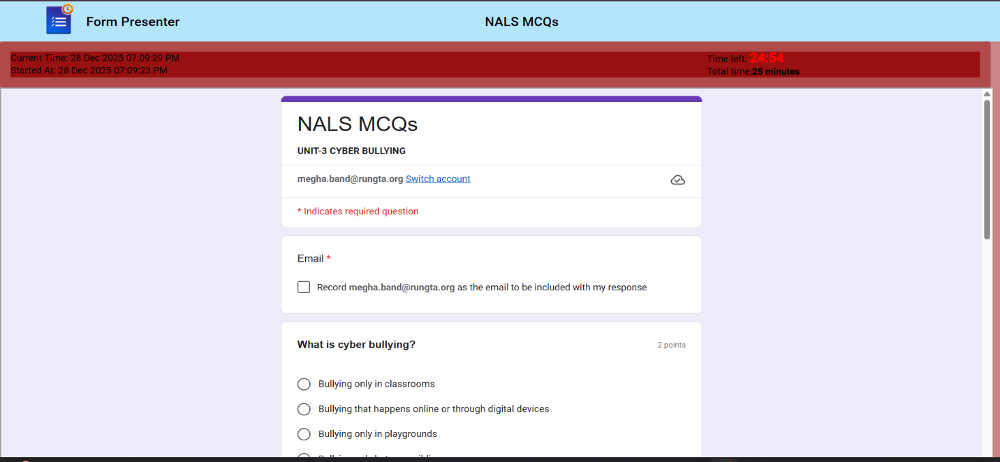 Form Presenter
NALS MCQs
Current Time: 28 Dec 2025 07:09:29 PM
Started At: 28 Dec 2025 07:09:23 PM
Time left: 24:54
Total time:25 minutes
NALS MCQs
UNIT-3 CYBER BULLYING
megha.band@rungta.org Switch account
* Indicates required question
Email *
Record megha.band@rungta.org as the email to be included with my response
What is cyber bullying?
2 points
Bullying only in classrooms
Bullying that happens online or through digital devices
Bullying only in playgrounds